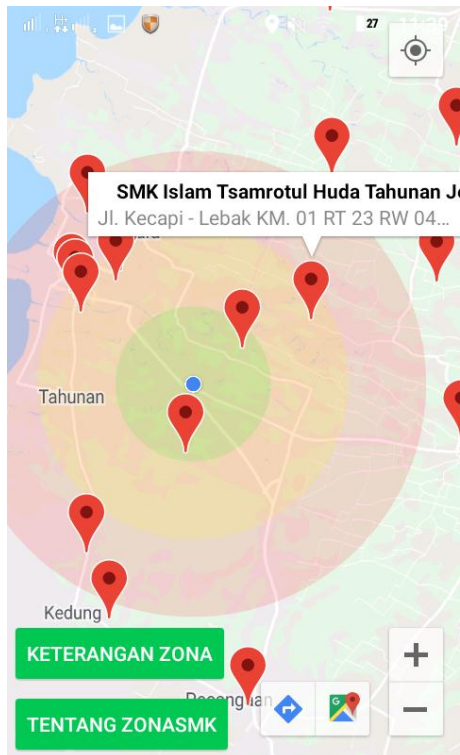 27
SMK Islam Tsamrotul Huda Tahunan Je
Jl. Kecapi - Lebak KM. 01 RT 23 RW 04...
Tahunan
Kedung
KETERANGAN ZONA
TENTANG ZONASMK